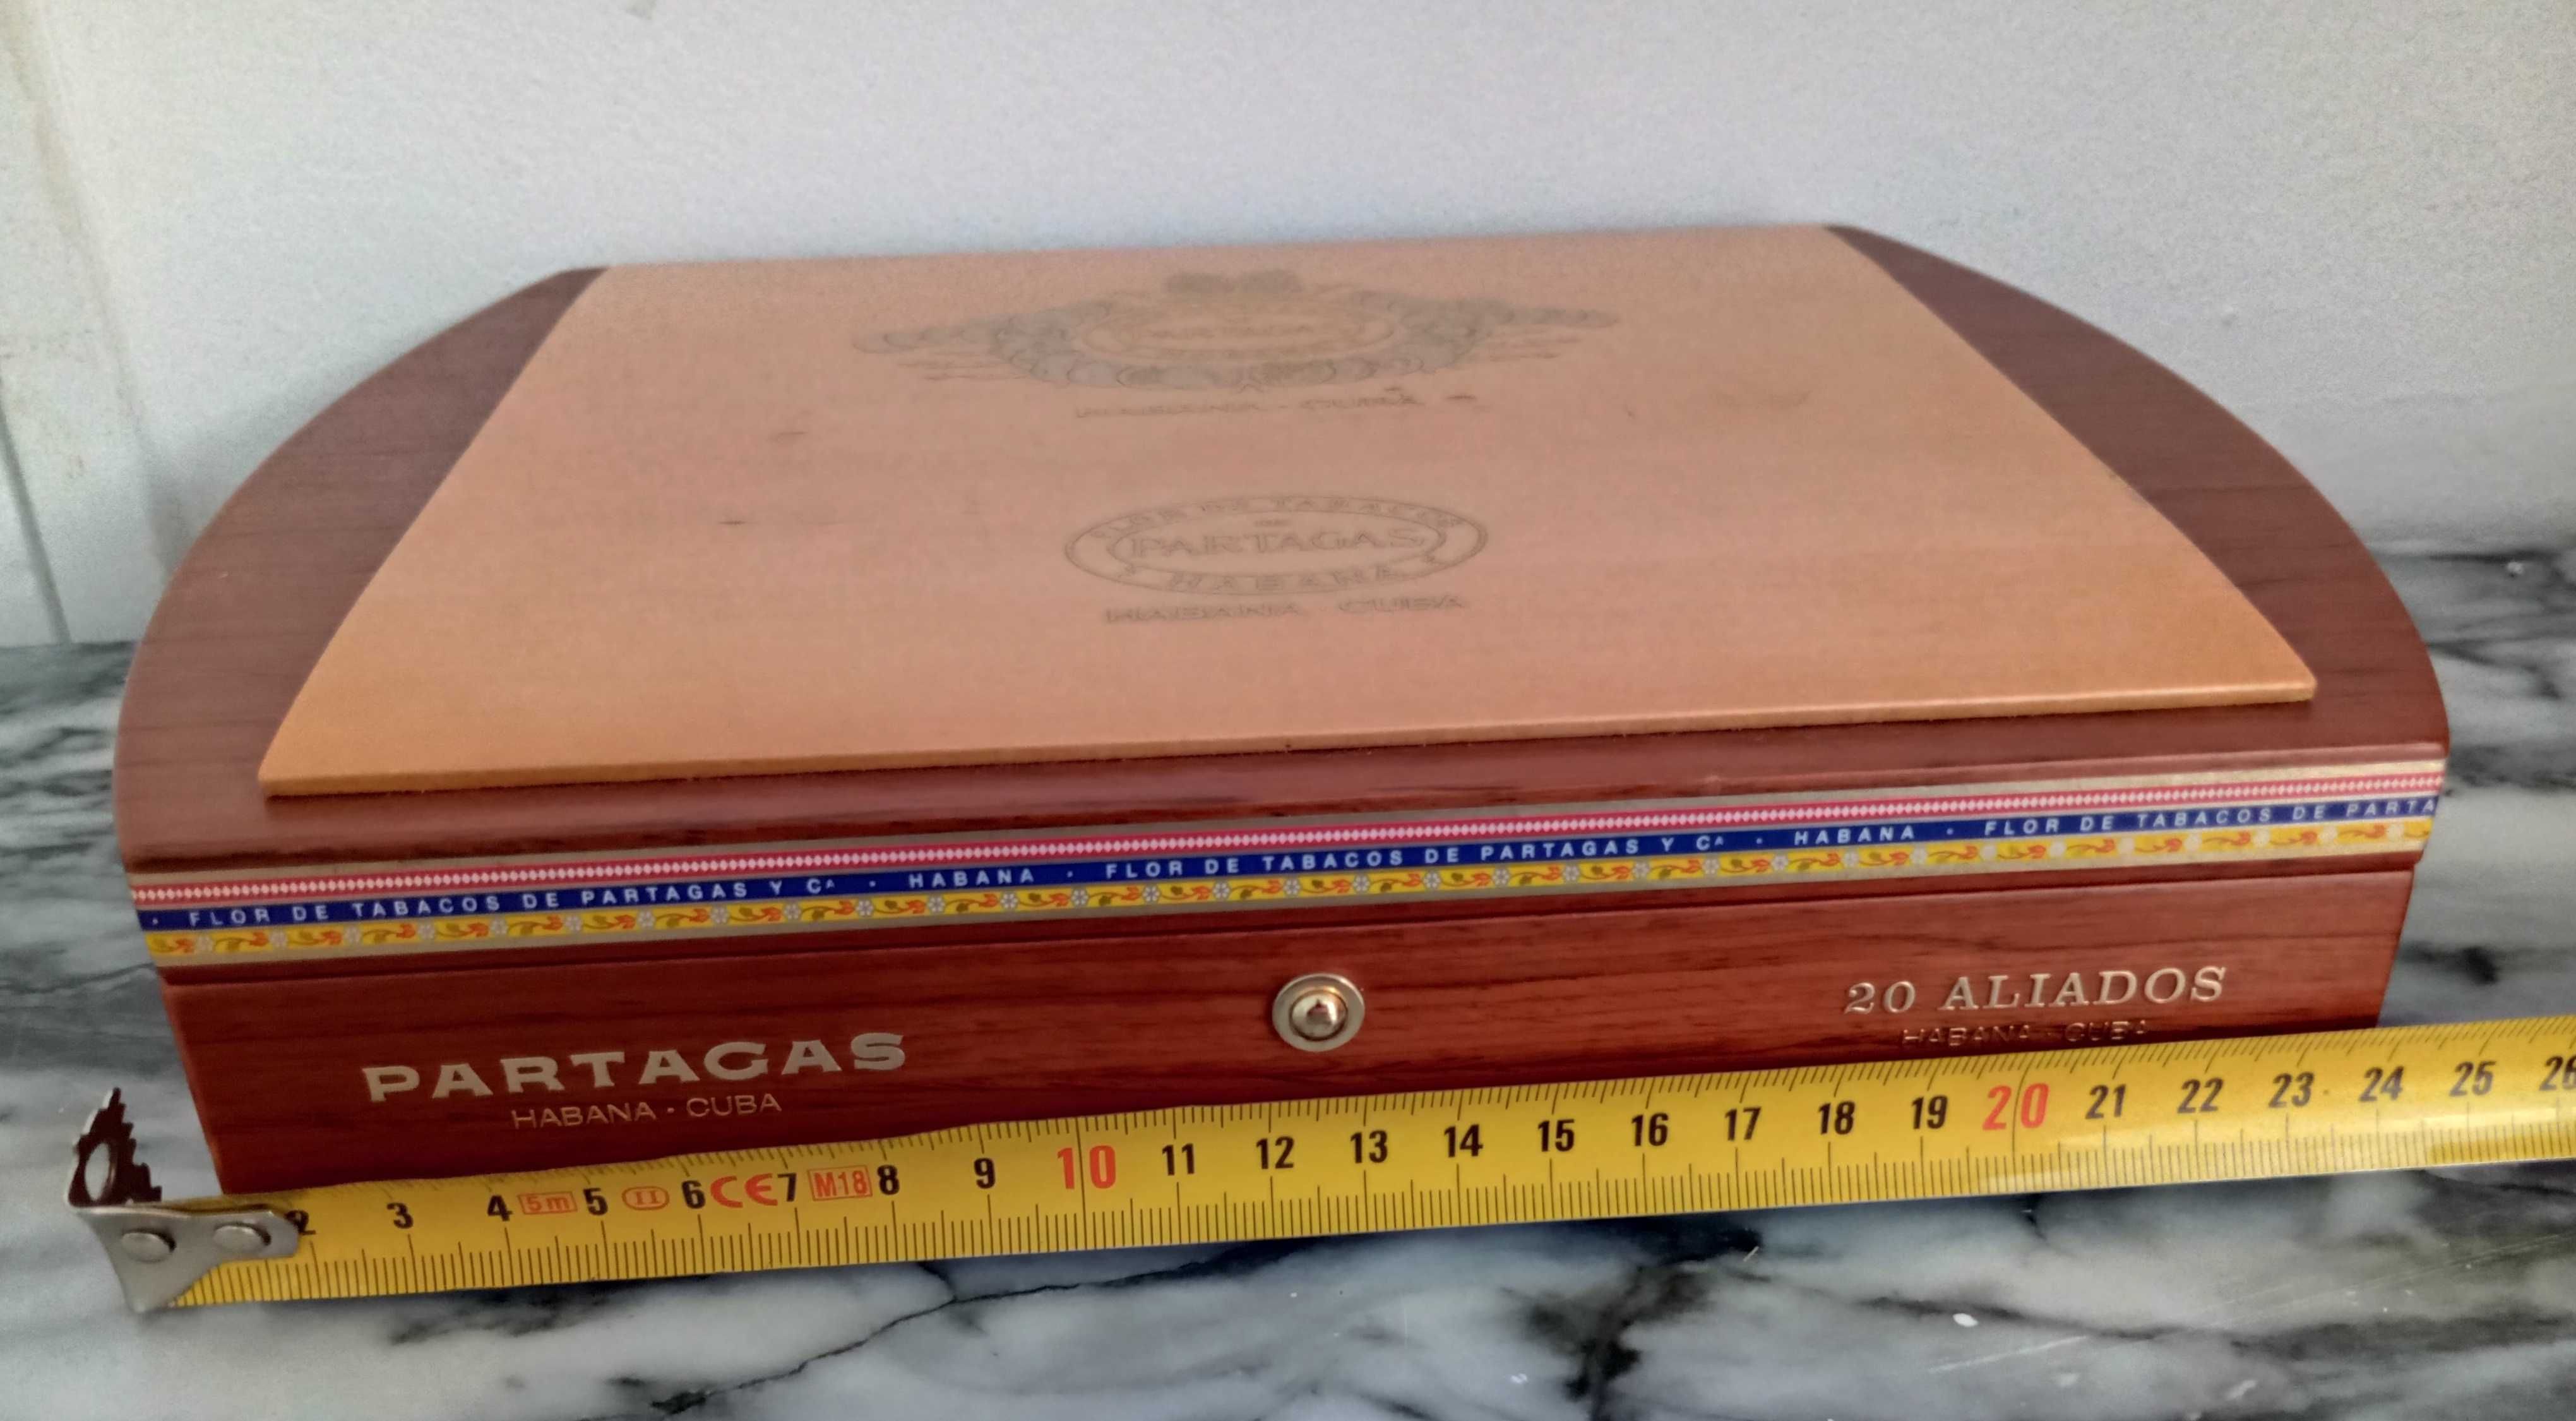 PARTAGAS
HABANA · CUBA
FLOR DE TABACOS
DE
PARTAGAS
HABANA
HABANA · CUBA
· FLOR DE TABACOS DE PARTAGAS Y Cª · HABANA · FLOR DE TABACOS DE PARTAGAS Y Cª · HABANA · FLOR DE TABACOS DE PARTA
PARTAGAS
HABANA · CUBA
20 ALIADOS
HABANA · CUBA
2 3 4 5m 5 II 6 CE 7 M18 8 9 10 11 12 13 14 15 16 17 18 19 20 21 22 23 24 25 26